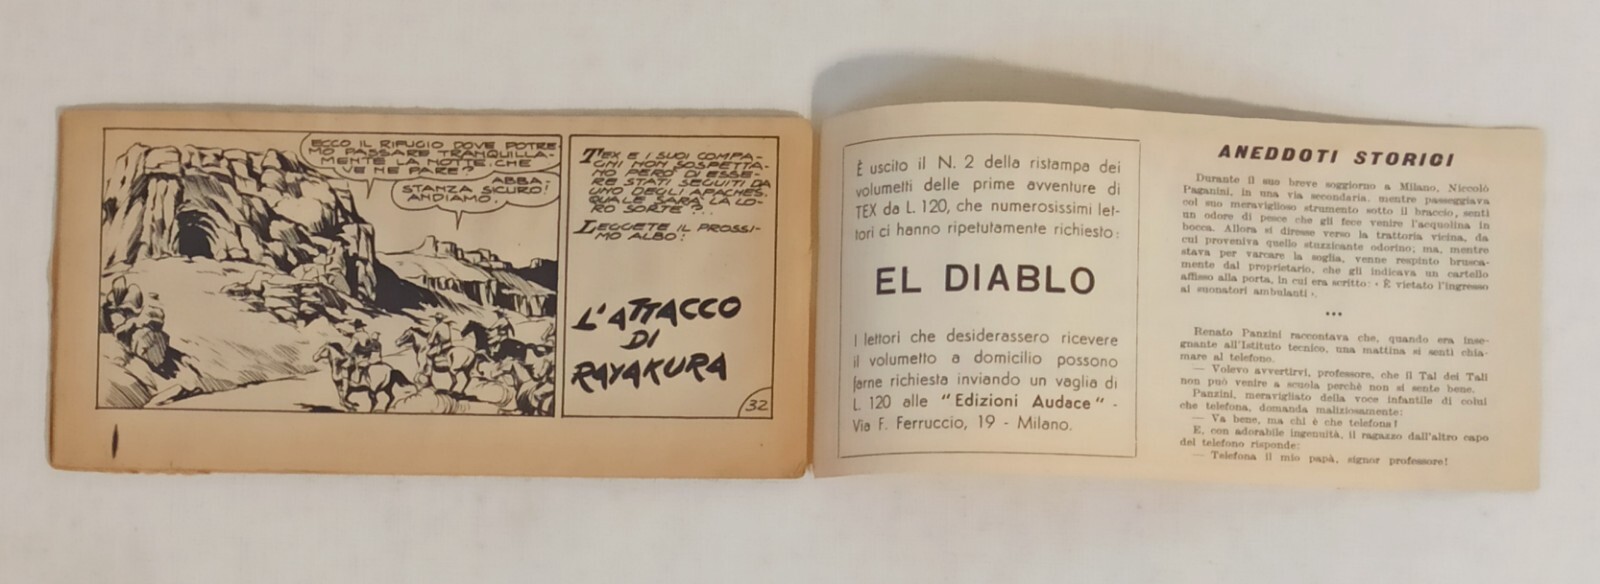 ECCO IL RIFUGIO DOVE POTRE-
MO PASSARE TRANQUILLA-
MENTE LA NOTTE. CHE
VE NE PARE?
ABBA-
STANZA SICURO!
ANDIAMO.
TEX E I SUOI COMPA-
GNI NON SOSPETTA-
NO PERO' DI ESSE-
RE STATI SEGUITI DA
UNO DEGLI APACHES.
QUALE SARA' LA LO-
RO SORTE?...
LEGGETE IL PROSSI-
MO ALBO:
L'ATTACCO
DI
RAYAKURA
32
È uscito il N. 2 della ristampa dei
volumetti delle prime avventure di
TEX da L. 120, che numerosissimi let-
tori ci hanno ripetutamente richiesto:
EL DIABLO
I lettori che desiderassero ricevere
il volumetto a domicilio possono
farne richiesta inviando un vaglia di
L. 120 alle "Edizioni Audace" -
Via F. Ferruccio, 19 - Milano.
ANEDDOTI STORICI
Durante il suo breve soggiorno a Milano, Niccolò
Paganini, in una via secondaria, mentre passeggiava
col suo meraviglioso strumento sotto il braccio, sentì
un odore di pesce che gli fece venire l'acquolina in
bocca. Allora si diresse verso la trattoria vicina, da
cui proveniva quello stuzzicante odorino; ma, mentre
stava per varcare la soglia, venne respinto brusca-
mente dal proprietario, che gli indicava un cartello
affisso alla porta, in cui era scritto: « È vietato l'ingresso
ai suonatori ambulanti ».
***
Renato Panzini raccontava che, quando era inse-
gnante all'Istituto tecnico, una mattina si sentì chia-
mare al telefono.
— Volevo avvertirvi, professore, che il Tal dei Tali
non può venire a scuola perchè non si sente bene.
Panzini, meravigliato della voce infantile di colui
che telefona, domanda maliziosamente:
— Va bene, ma chi è che telefona?
E, con adorabile ingenuità, il ragazzo dall'altro capo
del telefono risponde:
— Telefona il mio papà, signor professore!